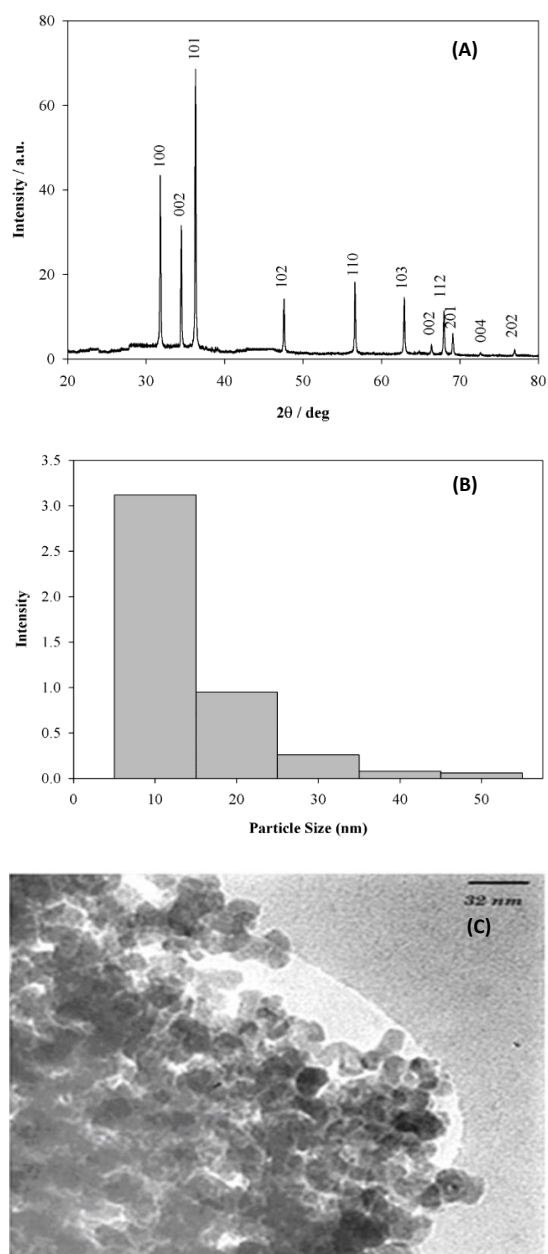 (A)
80
60
40
20
0
Intensity / a.u.
100
002
101
102
110
103
002
112
201
004
202
20 30 40 50 60 70 80
2θ / deg
(B)
3.5
3.0
2.5
2.0
1.5
1.0
0.5
0.0
Intensity
0 10 20 30 40 50
Particle Size (nm)
32 nm
(C)